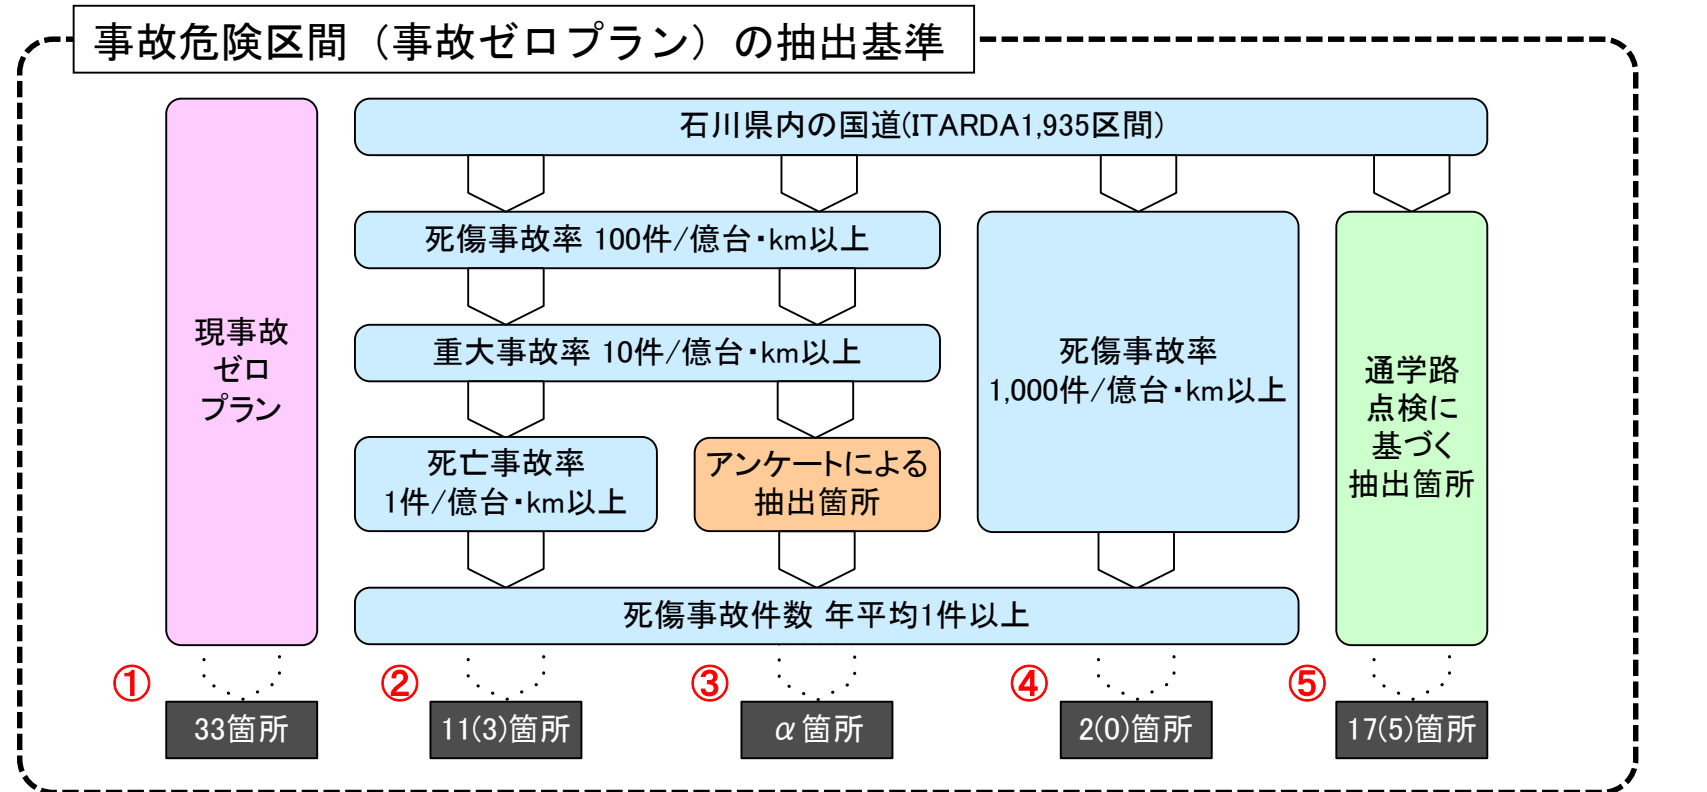 事故危険区間（事故ゼロプラン）の抽出基準
石川県内の国道(ITARDA1,935区間)
現事故
ゼロ
プラン
死傷事故率 100件/億台・km以上
重大事故率 10件/億台・km以上
死亡事故率
1件/億台・km以上
アンケートによる
抽出箇所
死傷事故率
1,000件/億台・km以上
通学路
点検に
基づく
抽出箇所
死傷事故件数 年平均1件以上
①
33箇所
②
11(3)箇所
③
α箇所
④
2(0)箇所
⑤
17(5)箇所